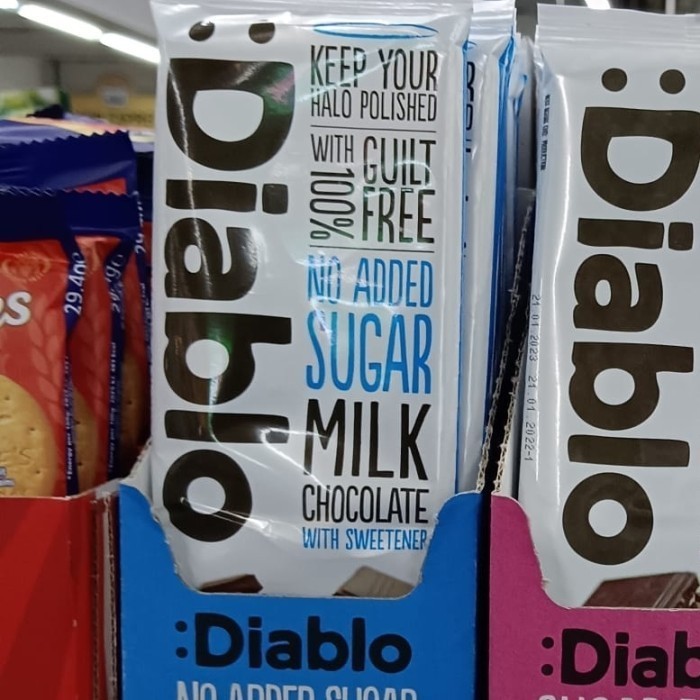 :Diablo
KEEP YOUR
HALO POLISHED
WITH 100% GUILT
FREE
NO ADDED
SUGAR
MILK
CHOCOLATE
WITH SWEETENER
:Diablo
NO ADDED SUGAR
:Diablo
21 01 2023 21 01 2022-1
:Diab
29.40